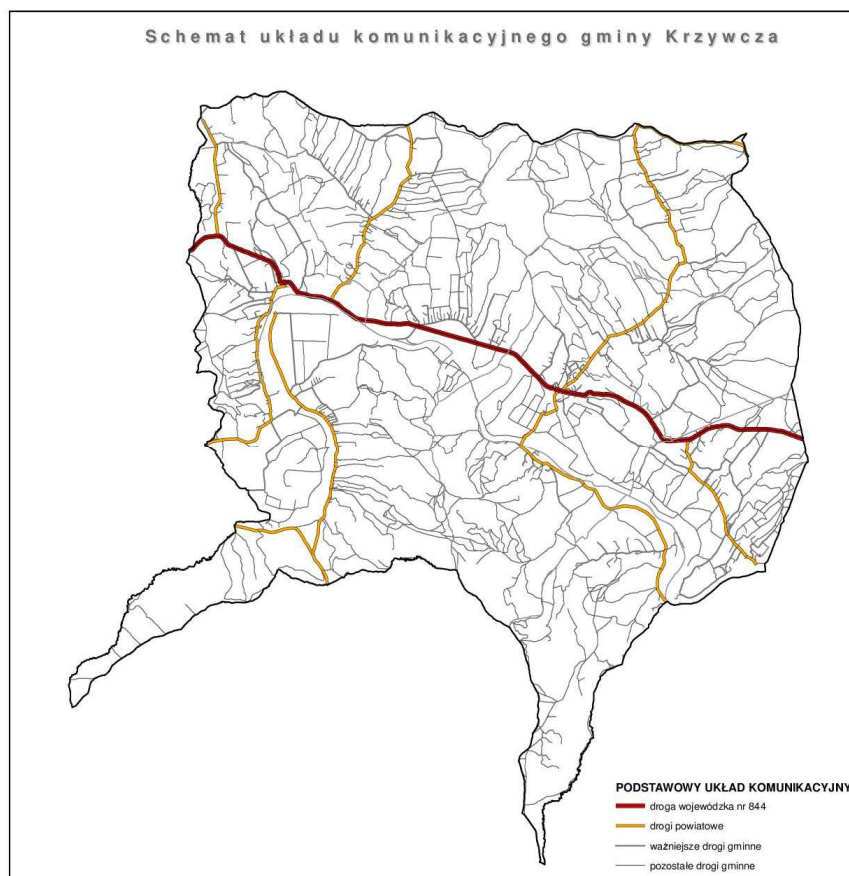 Schemat układu komunikacyjnego gminy Krzywcza
PODSTAWOWY UKŁAD KOMUNIKACYJNY
droga wojewódzka nr 844
drogi powiatowe
ważniejsze drogi gminne
pozostałe drogi gminne